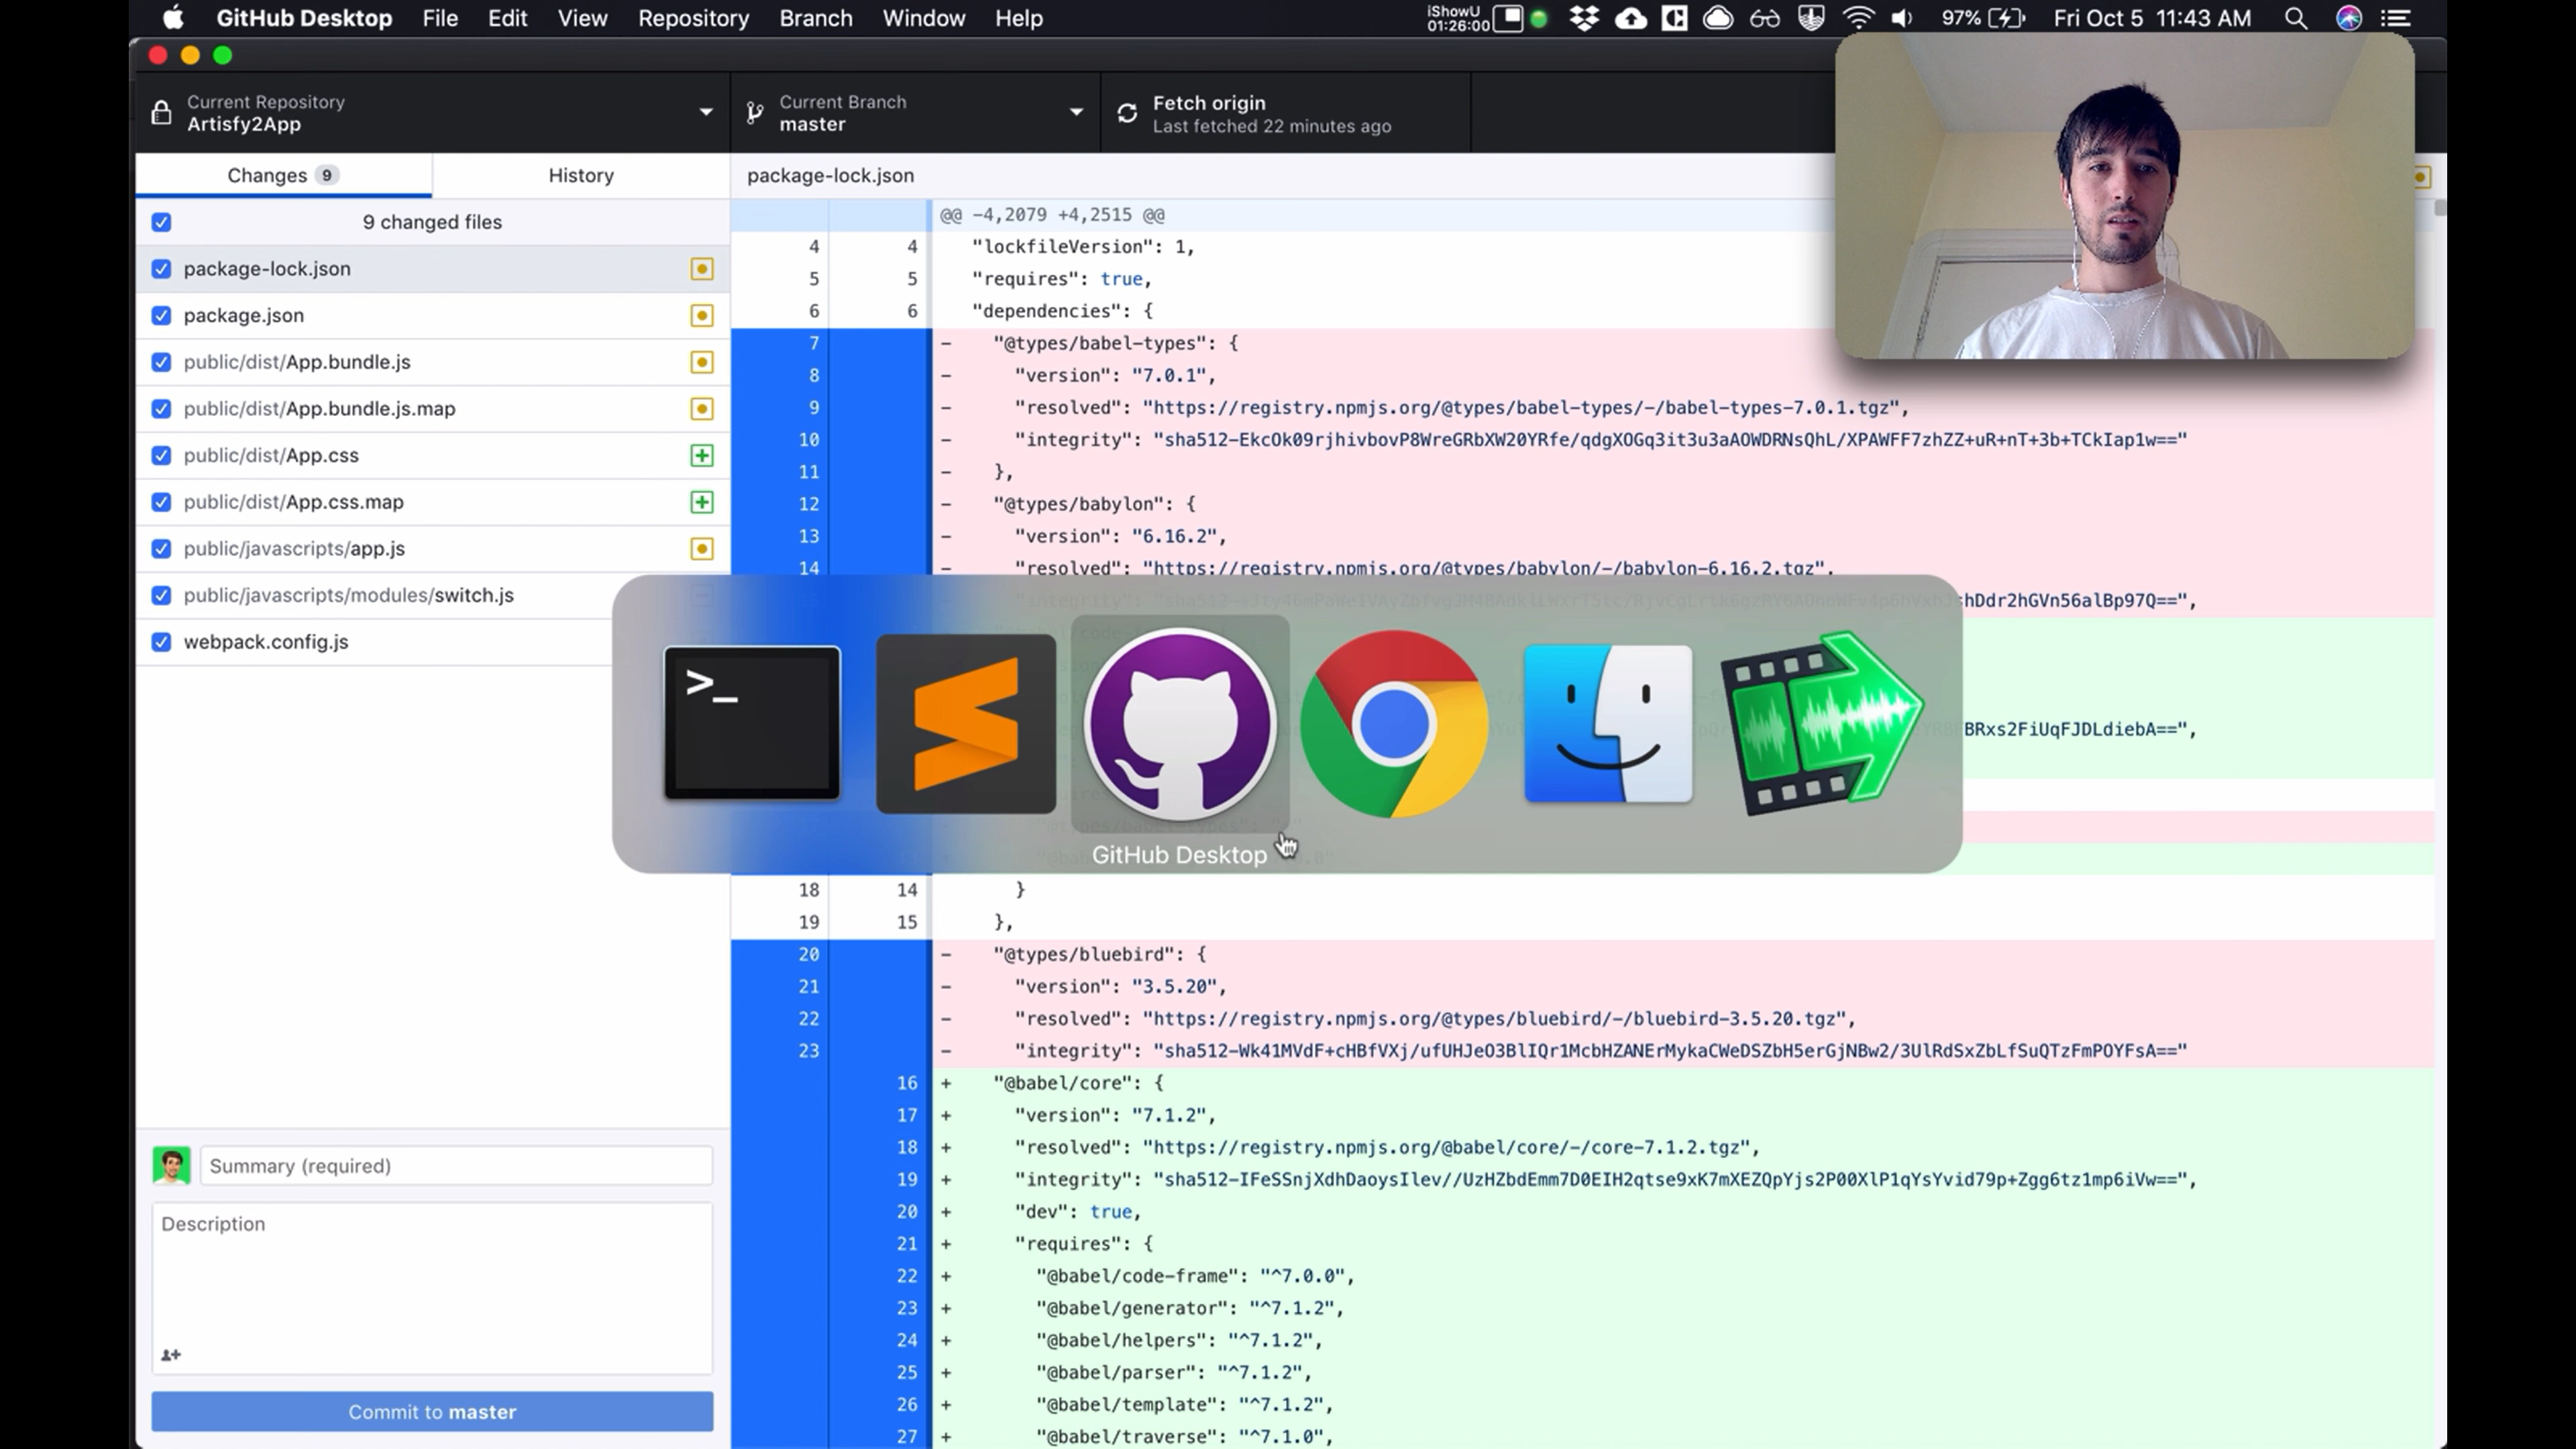 GitHub Desktop File Edit View Repository Branch Window Help iShowU 01:26:00 97% Fri Oct 5 11:43 AM
Current Repository
Artisfy2App
Current Branch
master
Fetch origin
Last fetched 22 minutes ago
Changes 9
History
package-lock.json
9 changed files
package-lock.json
package.json
public/dist/App.bundle.js
public/dist/App.bundle.js.map
public/dist/App.css
public/dist/App.css.map
public/javascripts/app.js
public/javascripts/modules/switch.js
webpack.config.js
Summary (required)
Description
Commit to master
@@ -4,2079 +4,2515 @@
4 4 "lockfileVersion": 1,
5 5 "requires": true,
6 6 "dependencies": {
7 - "@types/babel-types": {
8 - "version": "7.0.1",
9 - "resolved": "https://registry.npmjs.org/@types/babel-types/-/babel-types-7.0.1.tgz",
10 - "integrity": "sha512-EkcOk09rjhivbovP8WreGRbXW20YRfe/qdgXOGq3it3u3aAOWDRNsQhL/XPAWFF7zhZZ+uR+nT+3b+TCkIap1w=="
11 - },
12 - "@types/babylon": {
13 - "version": "6.16.2",
14 - "resolved": "https://registry.npmjs.org/@types/babylon/-/babylon-6.16.2.tgz",
hDdr2hGVn56alBp97Q==",
BRxs2FiUqFJDLdiebA==",
>_
GitHub Desktop
18 14 }
19 15 },
20 - "@types/bluebird": {
21 - "version": "3.5.20",
22 - "resolved": "https://registry.npmjs.org/@types/bluebird/-/bluebird-3.5.20.tgz",
23 - "integrity": "sha512-Wk41MVdF+cHBfVXj/ufUHJeO3BlIQr1McbHZANErMykaCWeDSZbH5erGjNBw2/3UlRdSxZbLfSuQTzFmPOYFsA=="
16 + "@babel/core": {
17 + "version": "7.1.2",
18 + "resolved": "https://registry.npmjs.org/@babel/core/-/core-7.1.2.tgz",
19 + "integrity": "sha512-IFeSSnjXdhDaoysIlev//UzHZbdEmm7D0EIH2qtse9xK7mXEZQpYjs2P00XlP1qYsYvid79p+Zgg6tz1mp6iVw==",
20 + "dev": true,
21 + "requires": {
22 + "@babel/code-frame": "^7.0.0",
23 + "@babel/generator": "^7.1.2",
24 + "@babel/helpers": "^7.1.2",
25 + "@babel/parser": "^7.1.2",
26 + "@babel/template": "^7.1.2",
27 + "@babel/traverse": "^7.1.0",